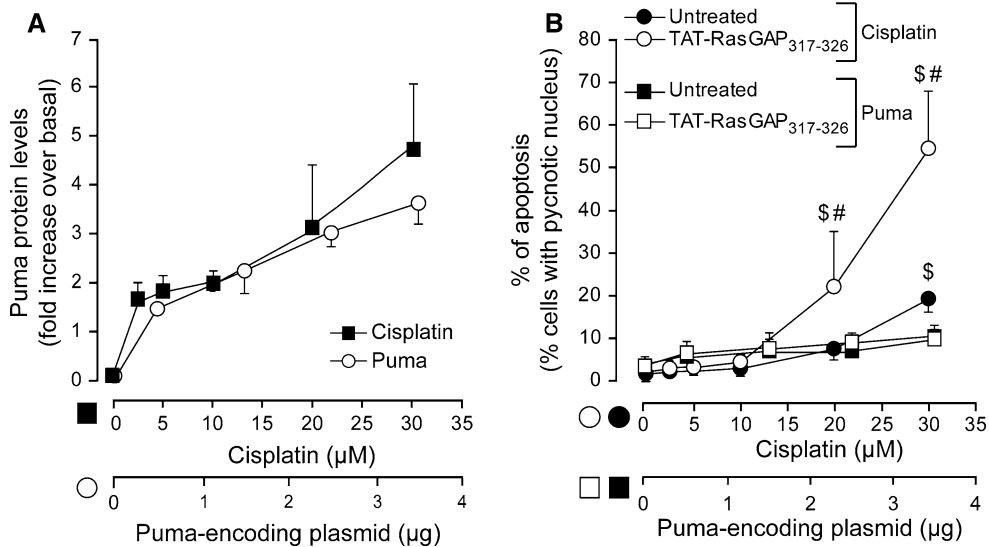 A
Puma protein levels
(fold increase over basal)
7
6
5
4
3
2
1
0
Cisplatin
Puma
0 5 10 15 20 25 30 35
Cisplatin (µM)
0 1 2 3 4
Puma-encoding plasmid (µg)
B
Untreated
TAT-RasGAP317-326
Cisplatin
Untreated
TAT-RasGAP317-326
Puma
% of apoptosis
(% cells with pycnotic nucleus)
80
70
60
50
40
30
20
10
0
$ #
$ #
$
0 5 10 15 20 25 30 35
Cisplatin (µM)
0 1 2 3 4
Puma-encoding plasmid (µg)